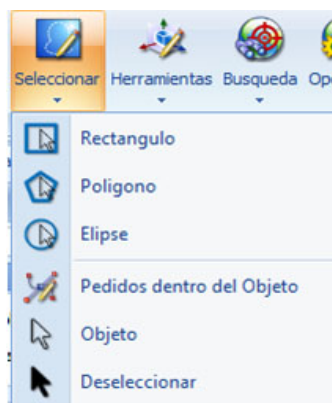 Seleccionar Herramientas Busqueda
Rectangulo
Poligono
Elipse
Pedidos dentro del Objeto
Objeto
Deseleccionar